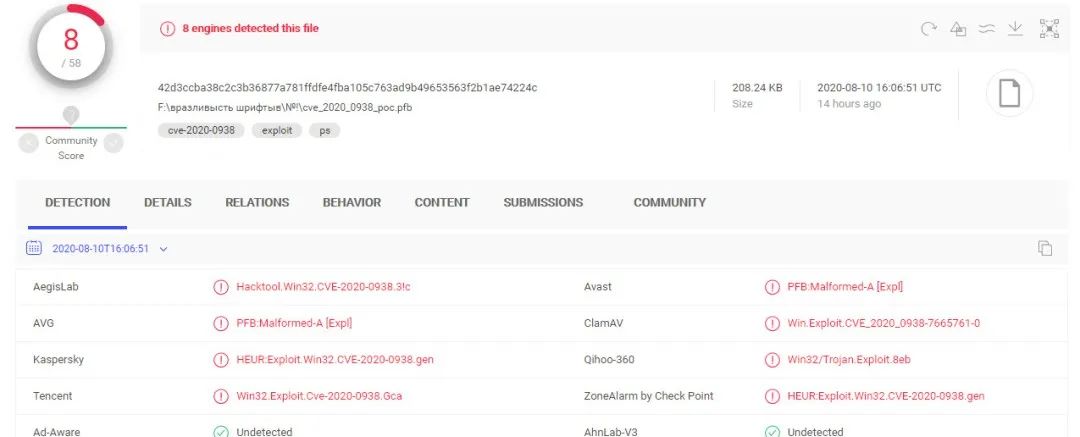 8
/ 58
Community
Score
8 engines detected this file
42d3ccba38c2c3b36877a781ffdfe4fba105c763ad9b49653563f2b1ae74224c
F:\вразливысть шрифтыв\№!\cve_2020_0938_poc.pfb
cve-2020-0938 exploit ps
208.24 KB
Size
2020-08-10 16:06:51 UTC
14 hours ago
DETECTION DETAILS RELATIONS BEHAVIOR CONTENT SUBMISSIONS COMMUNITY
2020-08-10T16:06:51
AegisLab Hacktool.Win32.CVE-2020-0938.3!c Avast PFB:Malformed-A [Expl]
AVG PFB:Malformed-A [Expl] ClamAV Win.Exploit.CVE_2020_0938-7665761-0
Kaspersky HEUR:Exploit.Win32.CVE-2020-0938.gen Qihoo-360 Win32/Trojan.Exploit.8eb
Tencent Win32.Exploit.Cve-2020-0938.Gca ZoneAlarm by Check Point HEUR:Exploit.Win32.CVE-2020-0938.gen
Ad-Aware Undetected AhnLab-V3 Undetected